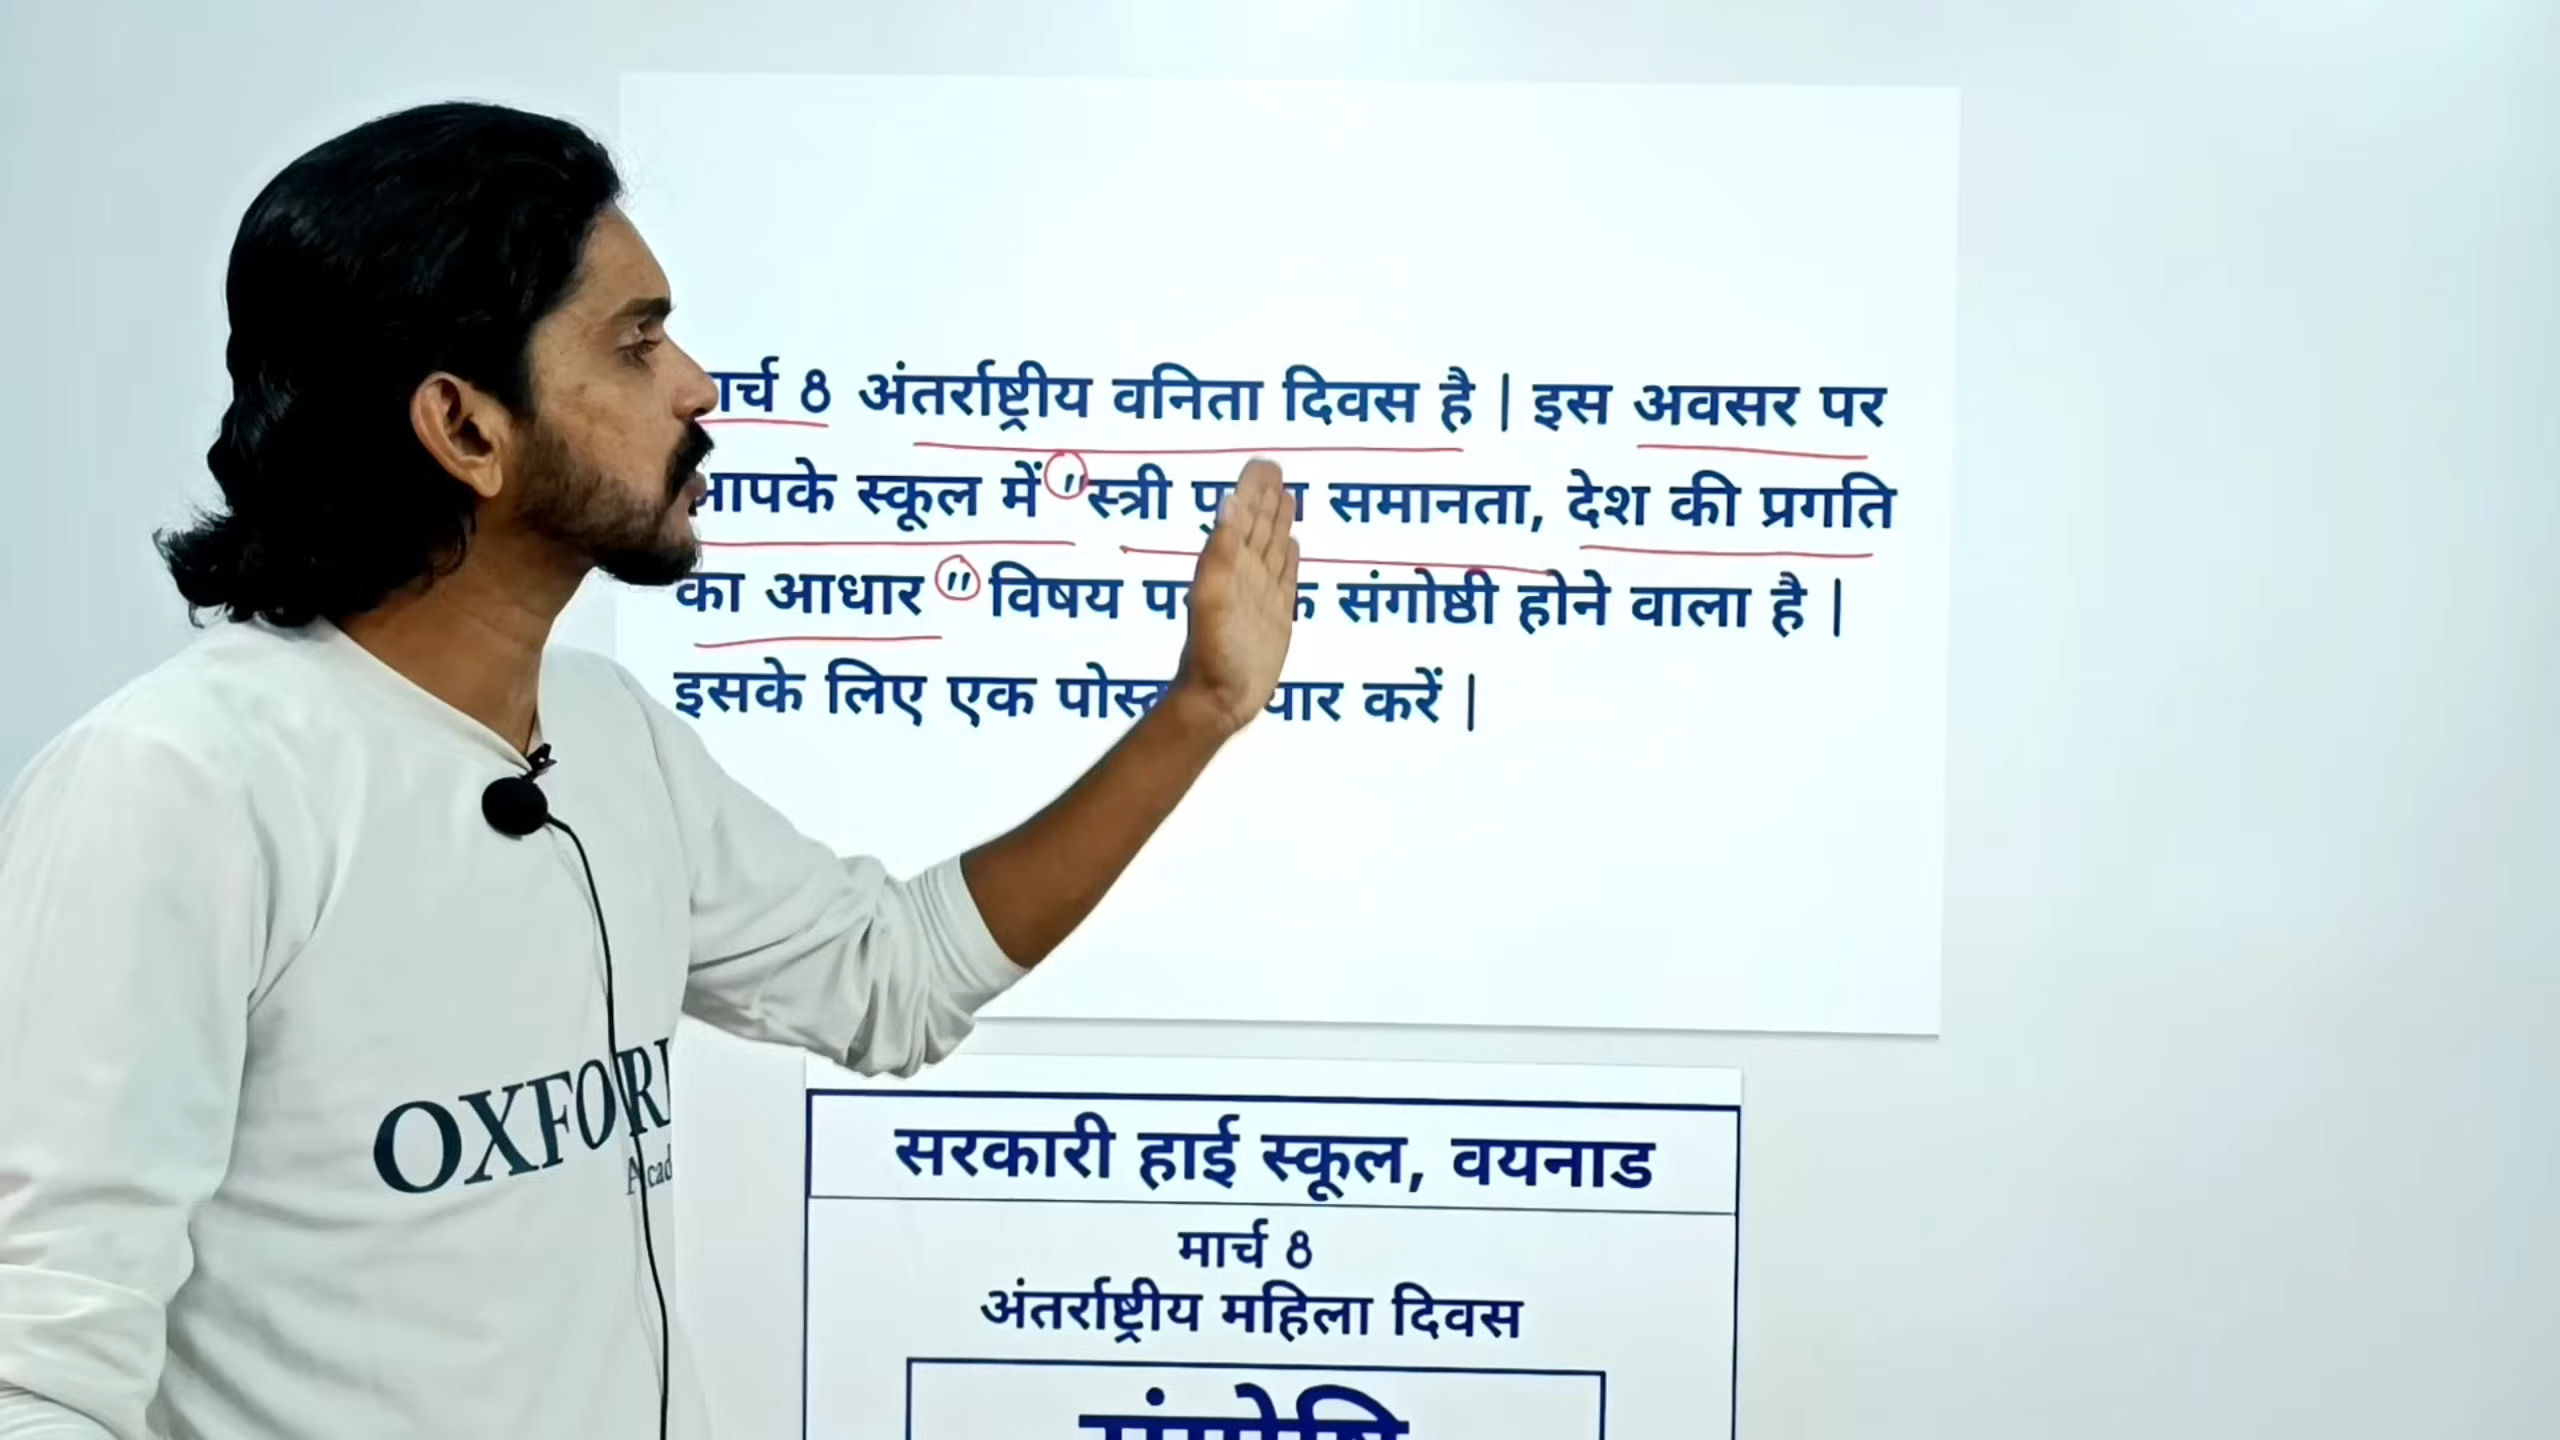 8 अंतर्राष्ट्रीय वनिता दिवस है | इस अवसर पर
आपके स्कूल में "स्त्री समानता, देश की प्रगति
का आधार " विषय संगोष्ठी होने वाला है |
इसके लिए एक करें |
सरकारी हाई स्कूल, वयनाड
मार्च 8
अंतर्राष्ट्रीय महिला दिवस